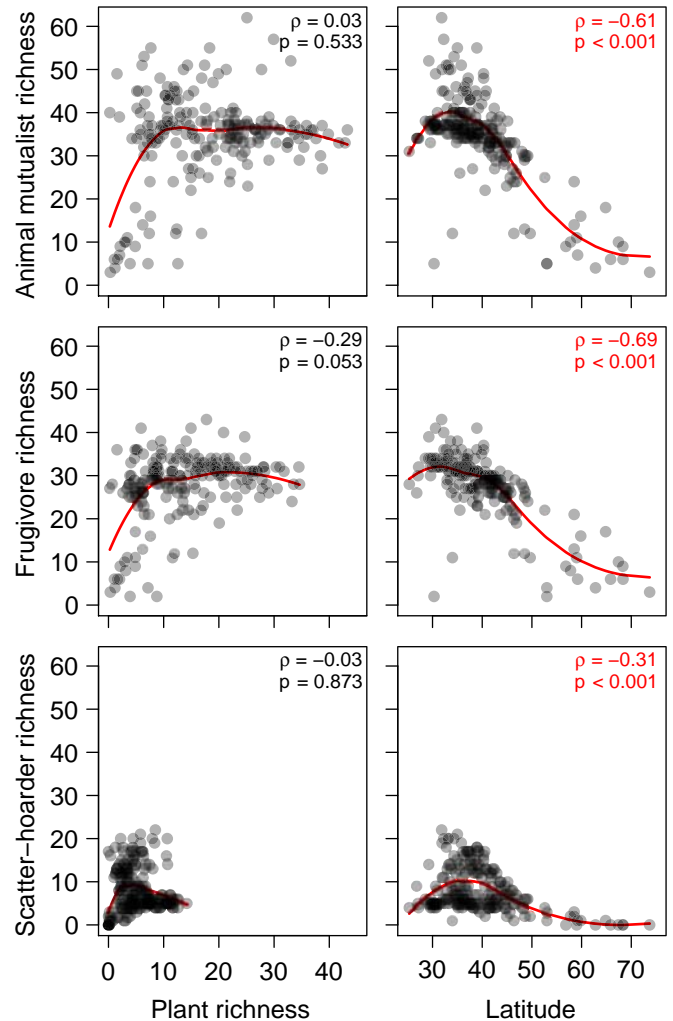 Animal mutualist richness
60
50
40
30
20
10
0
ρ = 0.03
p = 0.533
ρ = −0.61
p < 0.001
Frugivore richness
60
50
40
30
20
10
0
ρ = −0.29
p = 0.053
ρ = −0.69
p < 0.001
Scatter−hoarder richness
60
50
40
30
20
10
0
ρ = −0.03
p = 0.873
ρ = −0.31
p < 0.001
0 10 20 30 40
30 40 50 60 70
Plant richness
Latitude